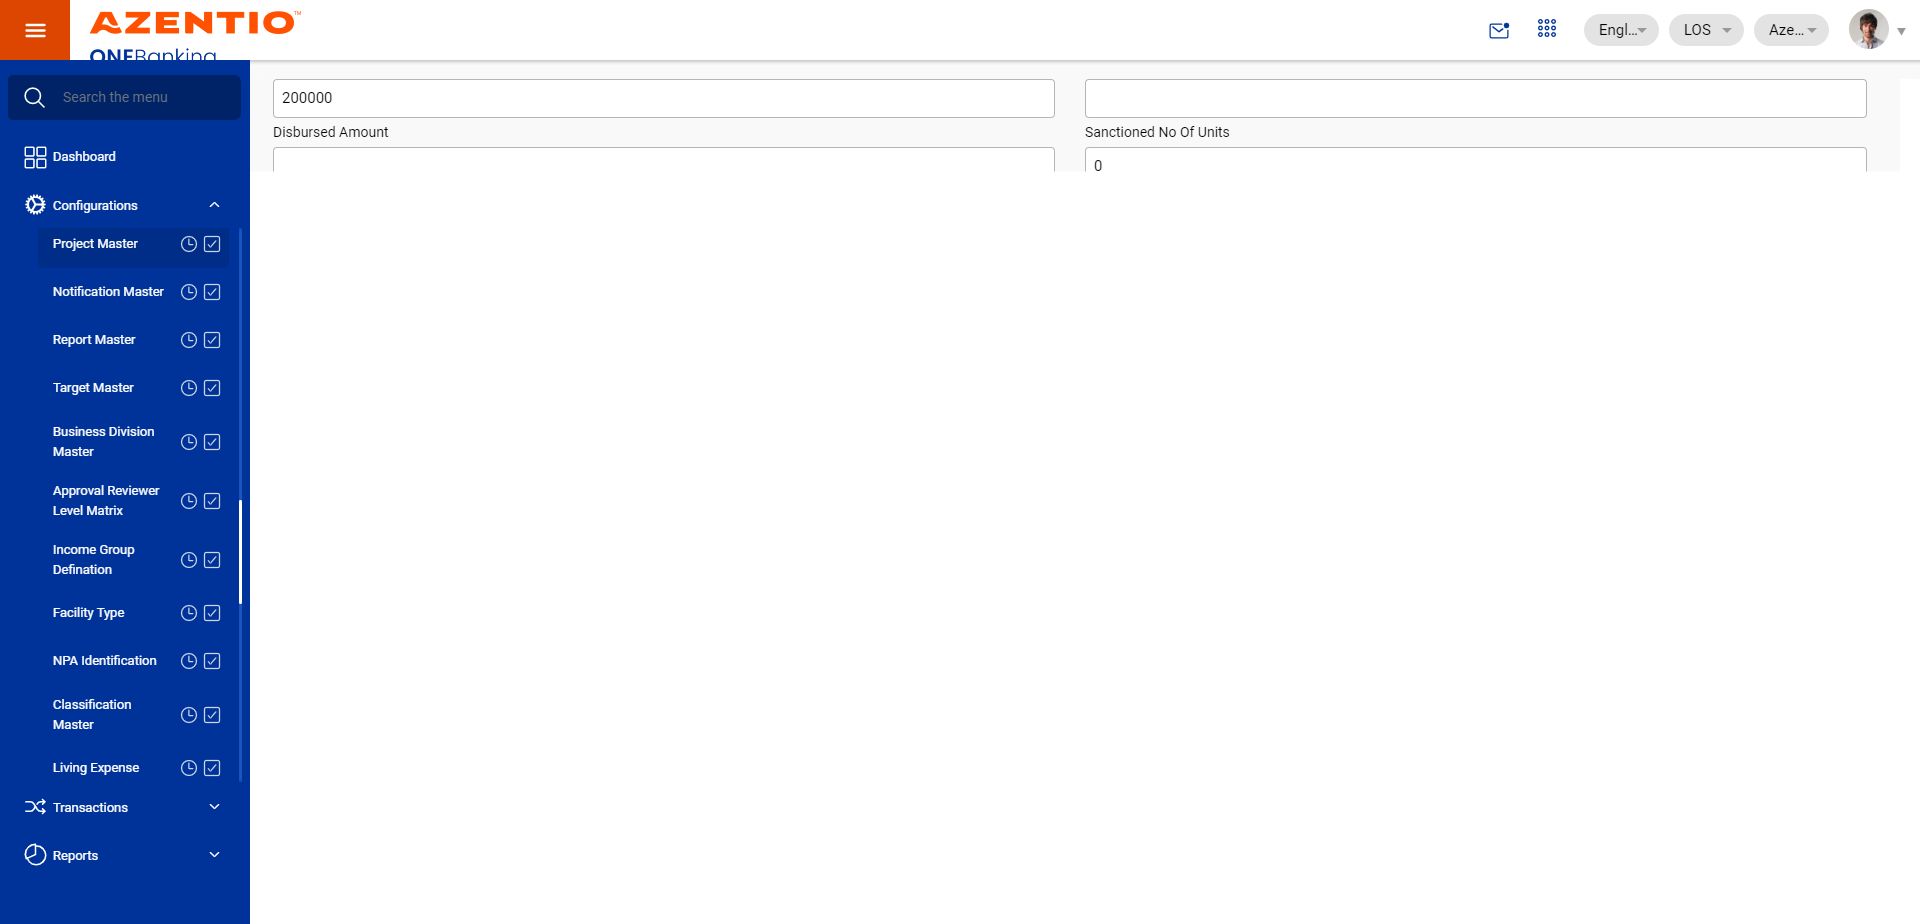 AZENTIO™
ONEBanking
Engl...
LOS
Aze...
Search the menu
Dashboard
Configurations
Project Master
Notification Master
Report Master
Target Master
Business Division
Master
Approval Reviewer
Level Matrix
Income Group
Defination
Facility Type
NPA Identification
Classification
Master
Living Expense
Transactions
Reports
200000
Disbursed Amount
Sanctioned No Of Units
0